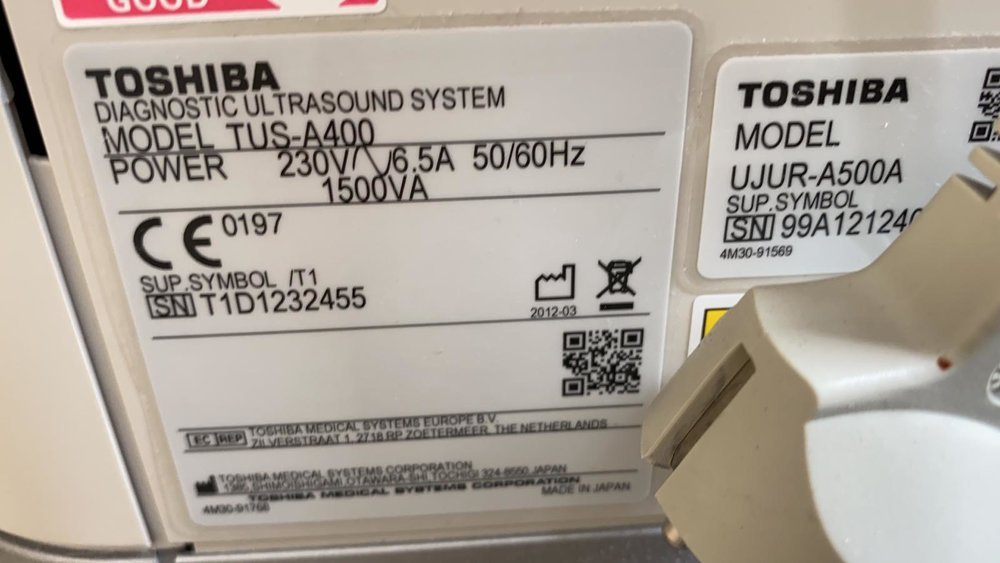 GOOD
TOSHIBA
DIAGNOSTIC ULTRASOUND SYSTEM
MODEL TUS-A400
POWER 230V∿6.5A 50/60Hz
1500VA
CE 0197
SUP.SYMBOL /T1
SN T1D1232455
2012-03
EC REP TOSHIBA MEDICAL SYSTEMS EUROPE B.V.
ZILVERSTRAAT 1, 2718 RP ZOETERMEER, THE NETHERLANDS
TOSHIBA MEDICAL SYSTEMS CORPORATION
1385, SHIMOISHIGAMI, OTAWARA-SHI, TOCHIGI 324-8550, JAPAN
TOSHIBA MEDICAL SYSTEMS CORPORATION
MADE IN JAPAN
4M30-91768
TOSHIBA
MODEL
UJUR-A500A
SUP.SYMBOL
SN 99A121240
4M30-91569